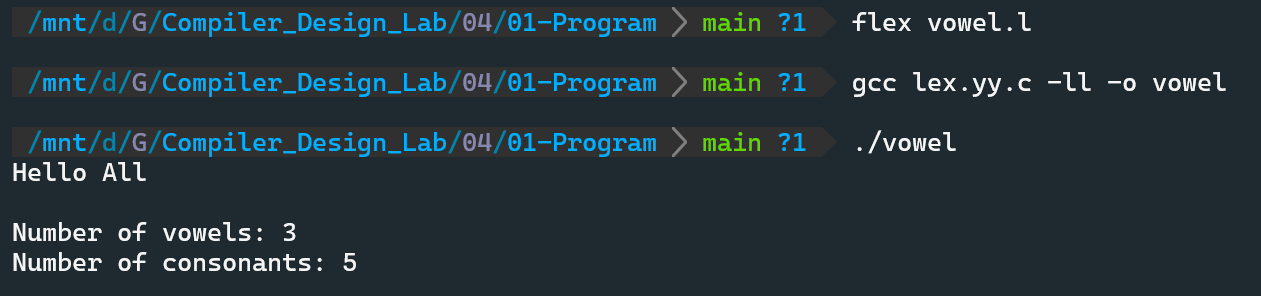 /mnt/d/G/Compiler_Design_Lab/04/01-Program main ?1 flex vowel.l
/mnt/d/G/Compiler_Design_Lab/04/01-Program main ?1 gcc lex.yy.c -ll -o vowel
/mnt/d/G/Compiler_Design_Lab/04/01-Program main ?1 ./vowel
Hello All
Number of vowels: 3
Number of consonants: 5